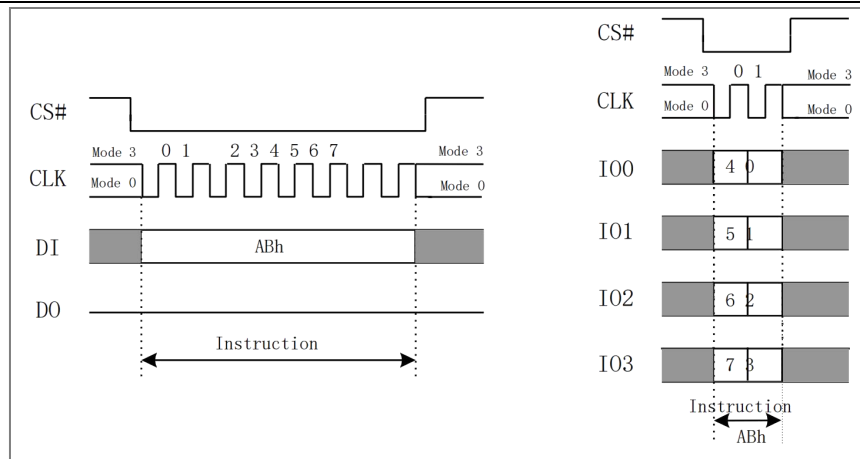 CS#
Mode 3 0 1 2 3 4 5 6 7 Mode 3
CLK
Mode 0 Mode 0
DI ABh
DO
Instruction
CS#
Mode 3 0 1 Mode 3
CLK
Mode 0 Mode 0
IO0 4 0
IO1 5 1
IO2 6 2
IO3 7 3
Instruction
ABh